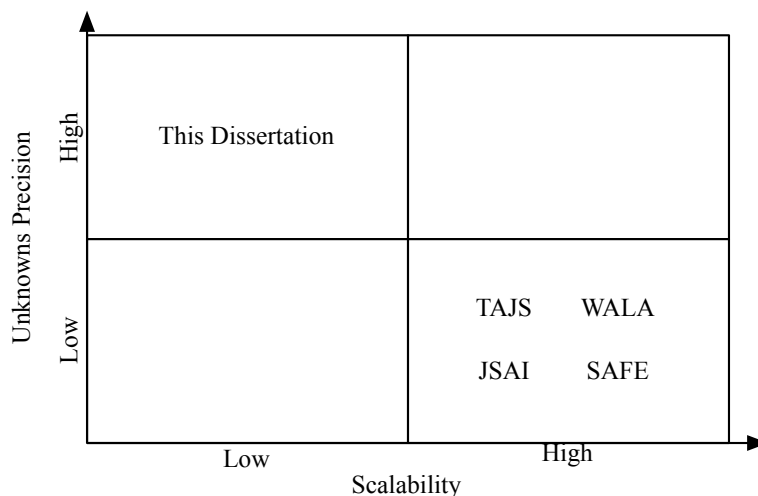 Unknowns Precision
High
This Dissertation
Low
TAJS WALA
JSAI SAFE
Low
High
Scalability